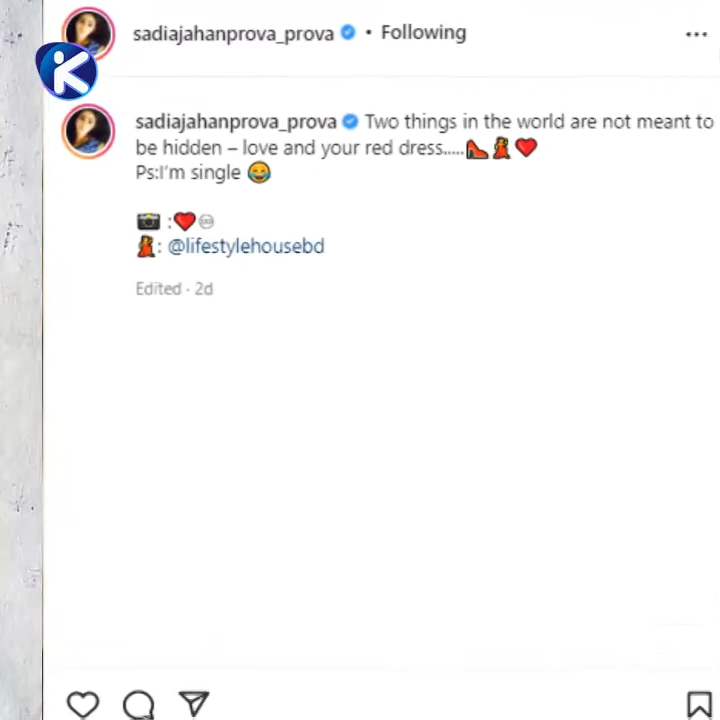 sadiajahanprova_prova • Following
sadiajahanprova_prova Two things in the world are not meant to
be hidden – love and your red dress.....👠💃❤️
Ps:I'm single 😂
📸 :❤️♾
💃: @lifestylehousebd
Edited · 2d
K